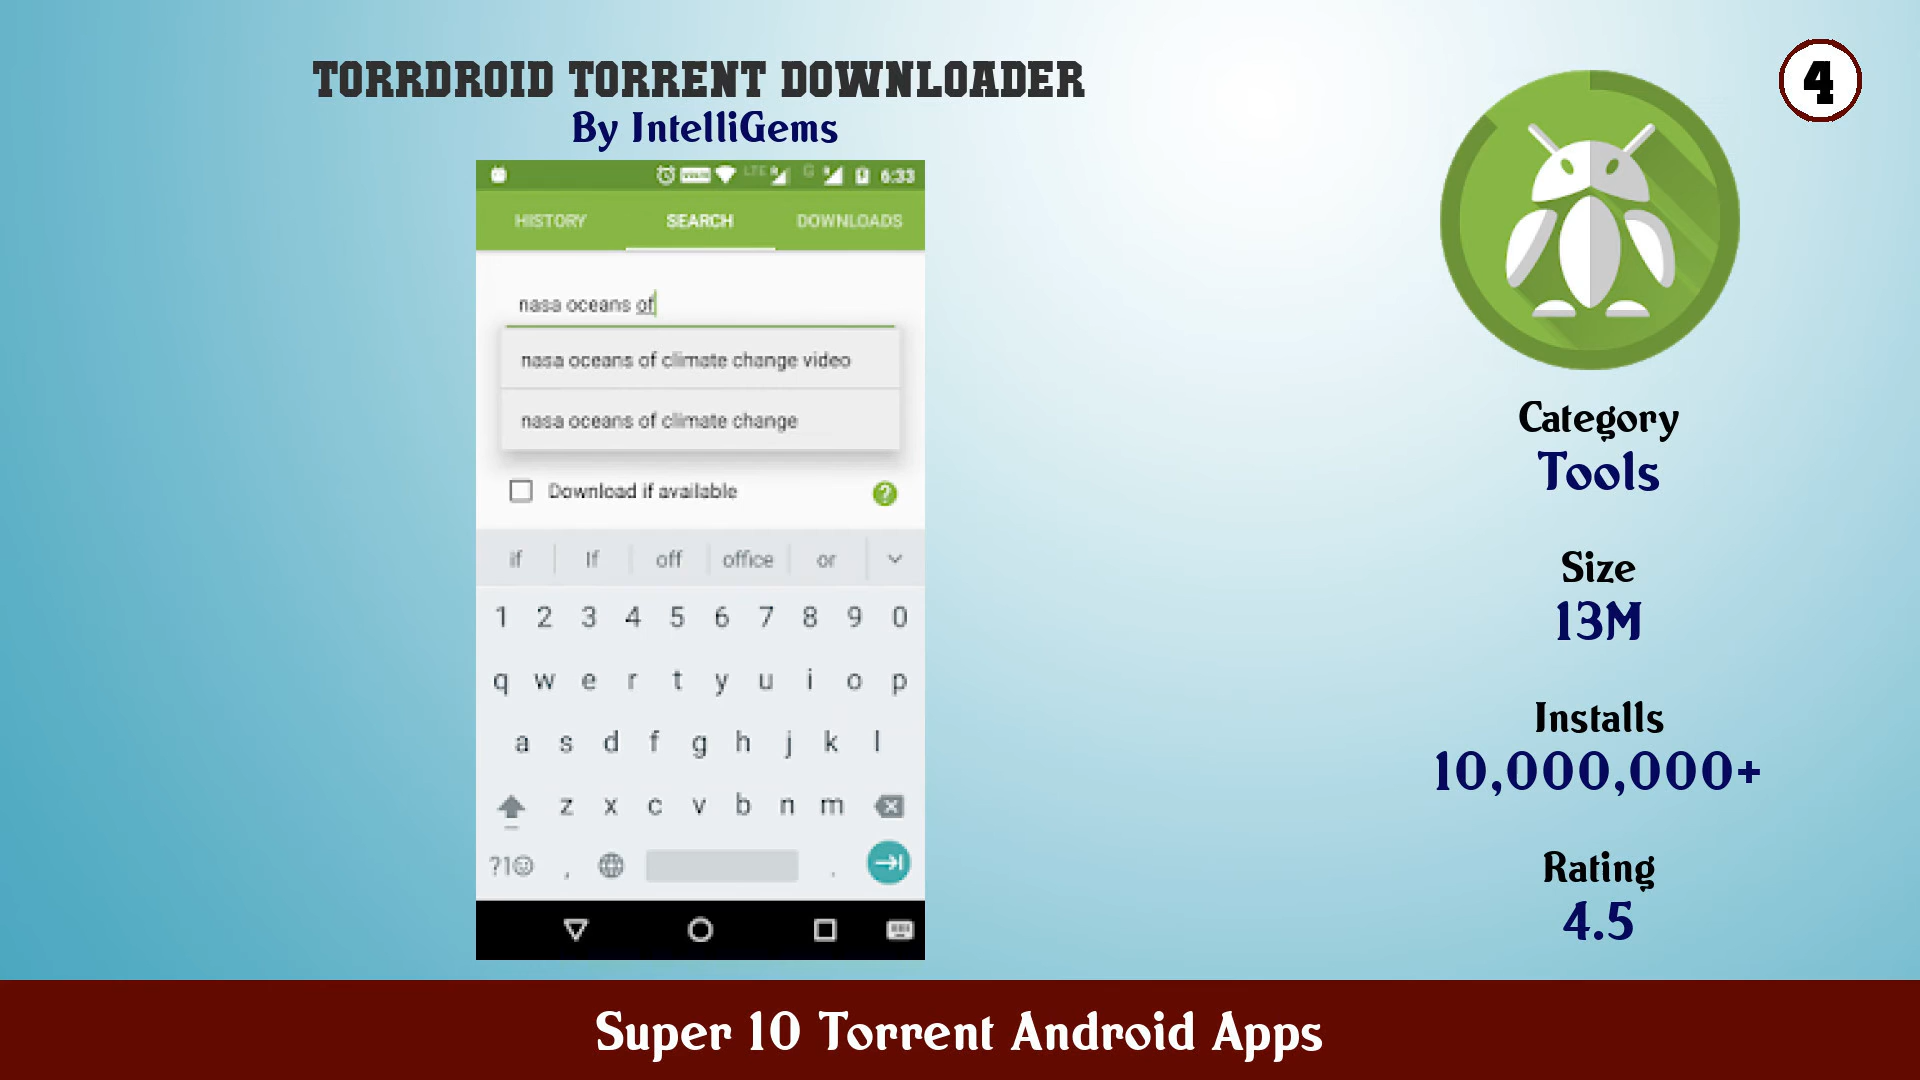 TORRDROID TORRENT DOWNLOADER
By IntelliGems
4
LTE G 6:33
HISTORY SEARCH DOWNLOADS
nasa oceans of
nasa oceans of climate change video
nasa oceans of climate change
Download if available ?
if If off office or
1 2 3 4 5 6 7 8 9 0
q w e r t y u i o p
a s d f g h j k l
z x c v b n m
?1☺ , .
Category
Tools
Size
13M
Installs
10,000,000+
Rating
4.5
Super 10 Torrent Android Apps